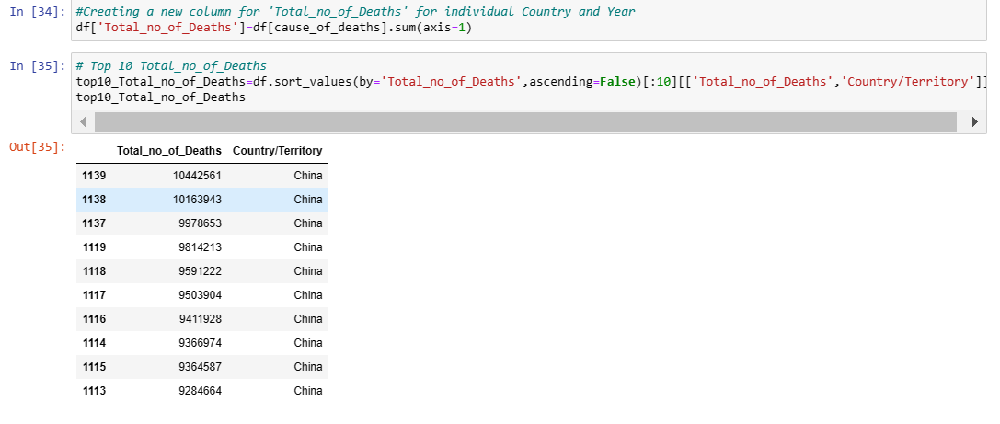 In [34]: #Creating a new column for 'Total_no_of_Deaths' for individual Country and Year
df['Total_no_of_Deaths']=df[cause_of_deaths].sum(axis=1)
In [35]: # Top 10 Total_no_of_Deaths
top10_Total_no_of_Deaths=df.sort_values(by='Total_no_of_Deaths',ascending=False)[:10][['Total_no_of_Deaths','Country/Territory']]
top10_Total_no_of_Deaths
Out[35]:
Total_no_of_Deaths Country/Territory
1139 10442561 China
1138 10163943 China
1137 9978653 China
1119 9814213 China
1118 9591222 China
1117 9503904 China
1116 9411928 China
1114 9366974 China
1115 9364587 China
1113 9284664 China